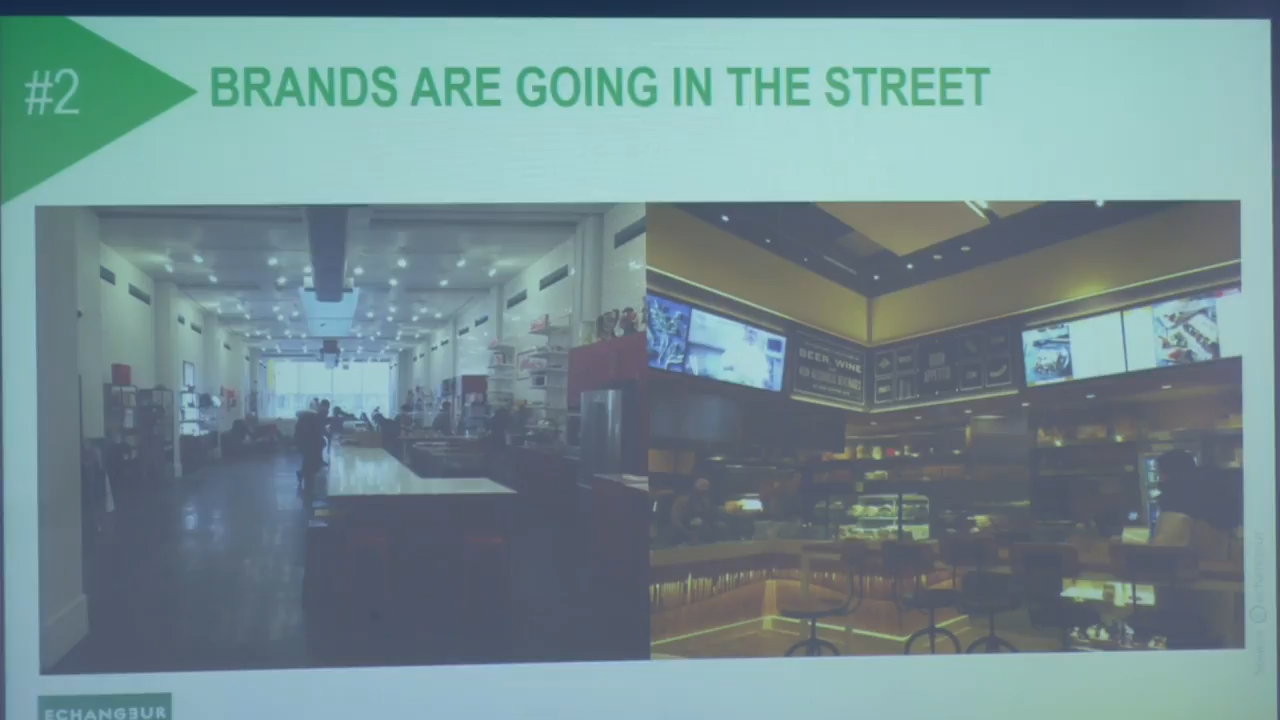 #2
BRANDS ARE GOING IN THE STREET
BEER, WINE
ECHANGEUR